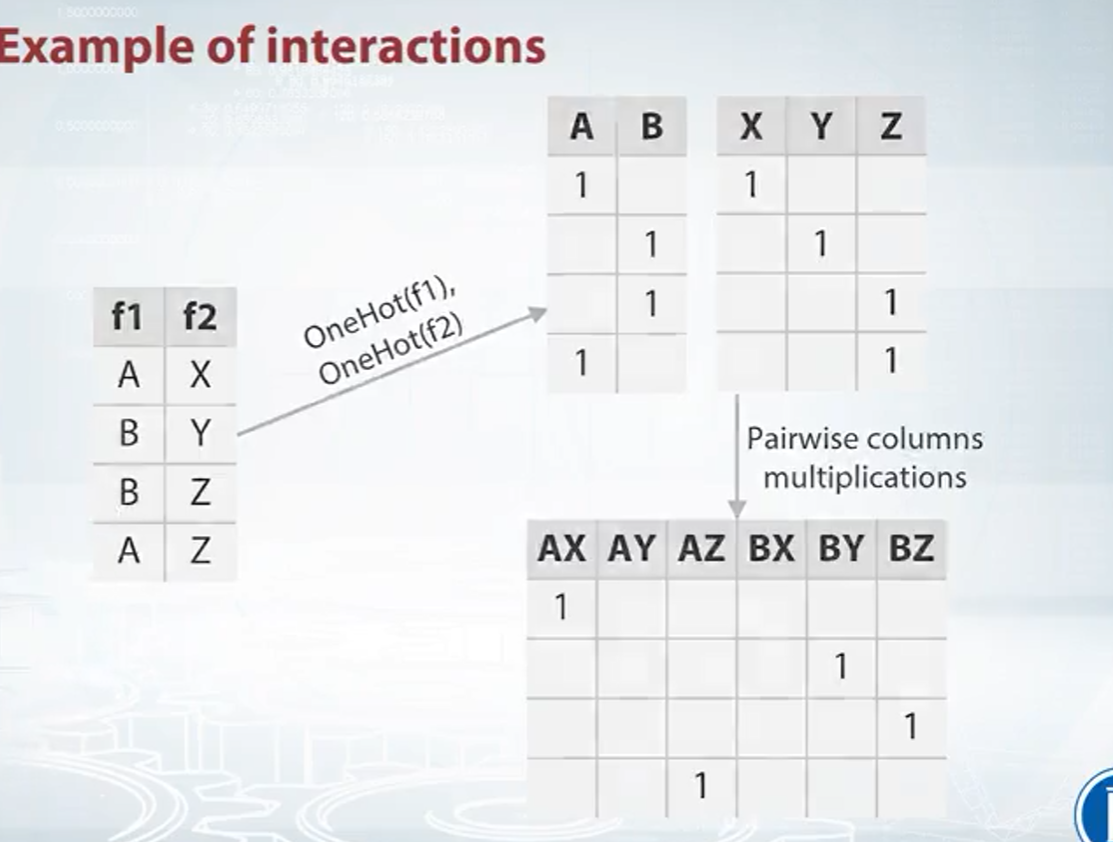 Example of interactions
f1 f2
A X
B Y
B Z
A Z
OneHot(f1),
OneHot(f2)
A B X Y Z
1 1
1 1
1 1
1 1
Pairwise columns
multiplications
AX AY AZ BX BY BZ
1
1
1
1